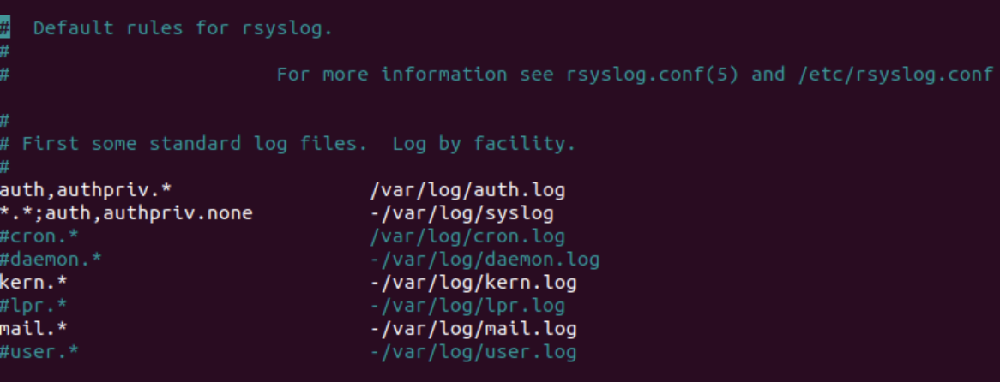 #  Default rules for rsyslog.
#
#                       For more information see rsyslog.conf(5) and /etc/rsyslog.conf
#
# First some standard log files.  Log by facility.
#
auth,authpriv.*                 /var/log/auth.log
*.*;auth,authpriv.none          -/var/log/syslog
#cron.*                         /var/log/cron.log
#daemon.*                       -/var/log/daemon.log
kern.*                          -/var/log/kern.log
#lpr.*                          -/var/log/lpr.log
mail.*                          -/var/log/mail.log
#user.*                         -/var/log/user.log